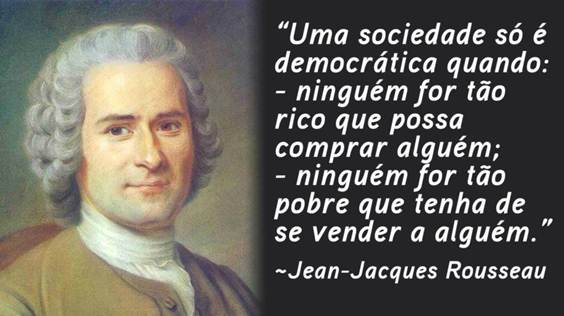 “Uma sociedade só é
democrática quando:
- ninguém for tão
rico que possa
comprar alguém;
- ninguém for tão
pobre que tenha de
se vender a alguém.”
~Jean-Jacques Rousseau